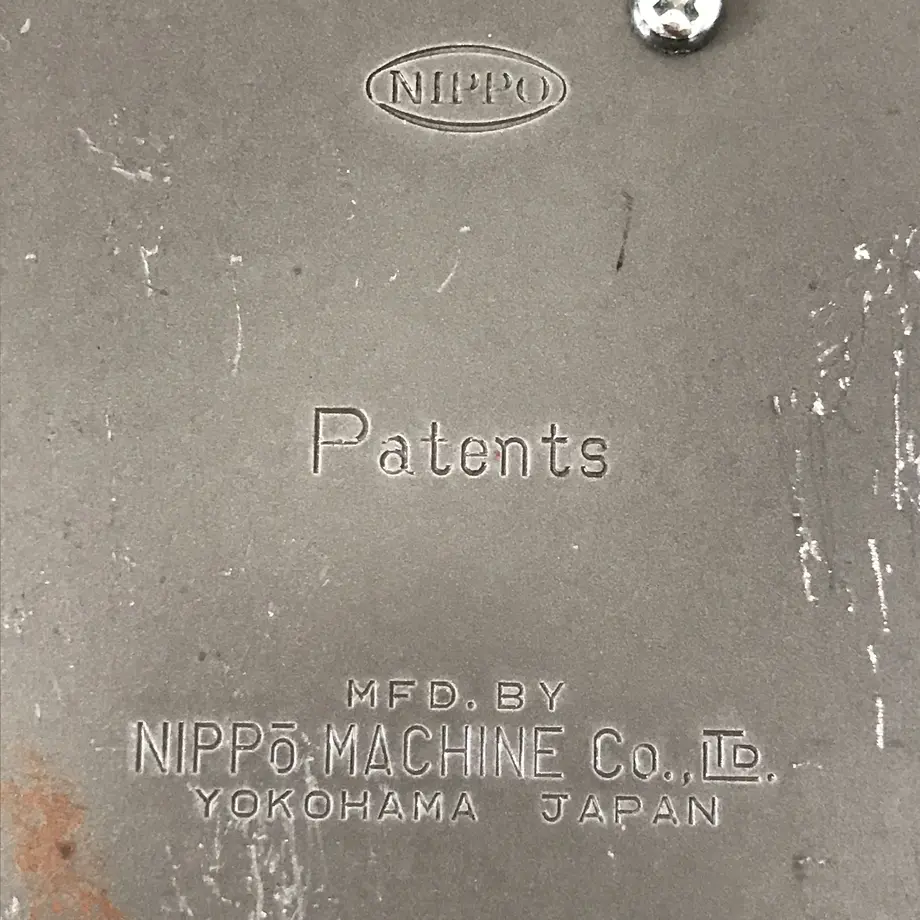 NIPPO
Patents
MFD. BY
NIPPō MACHINE Co., LTD.
YOKOHAMA JAPAN